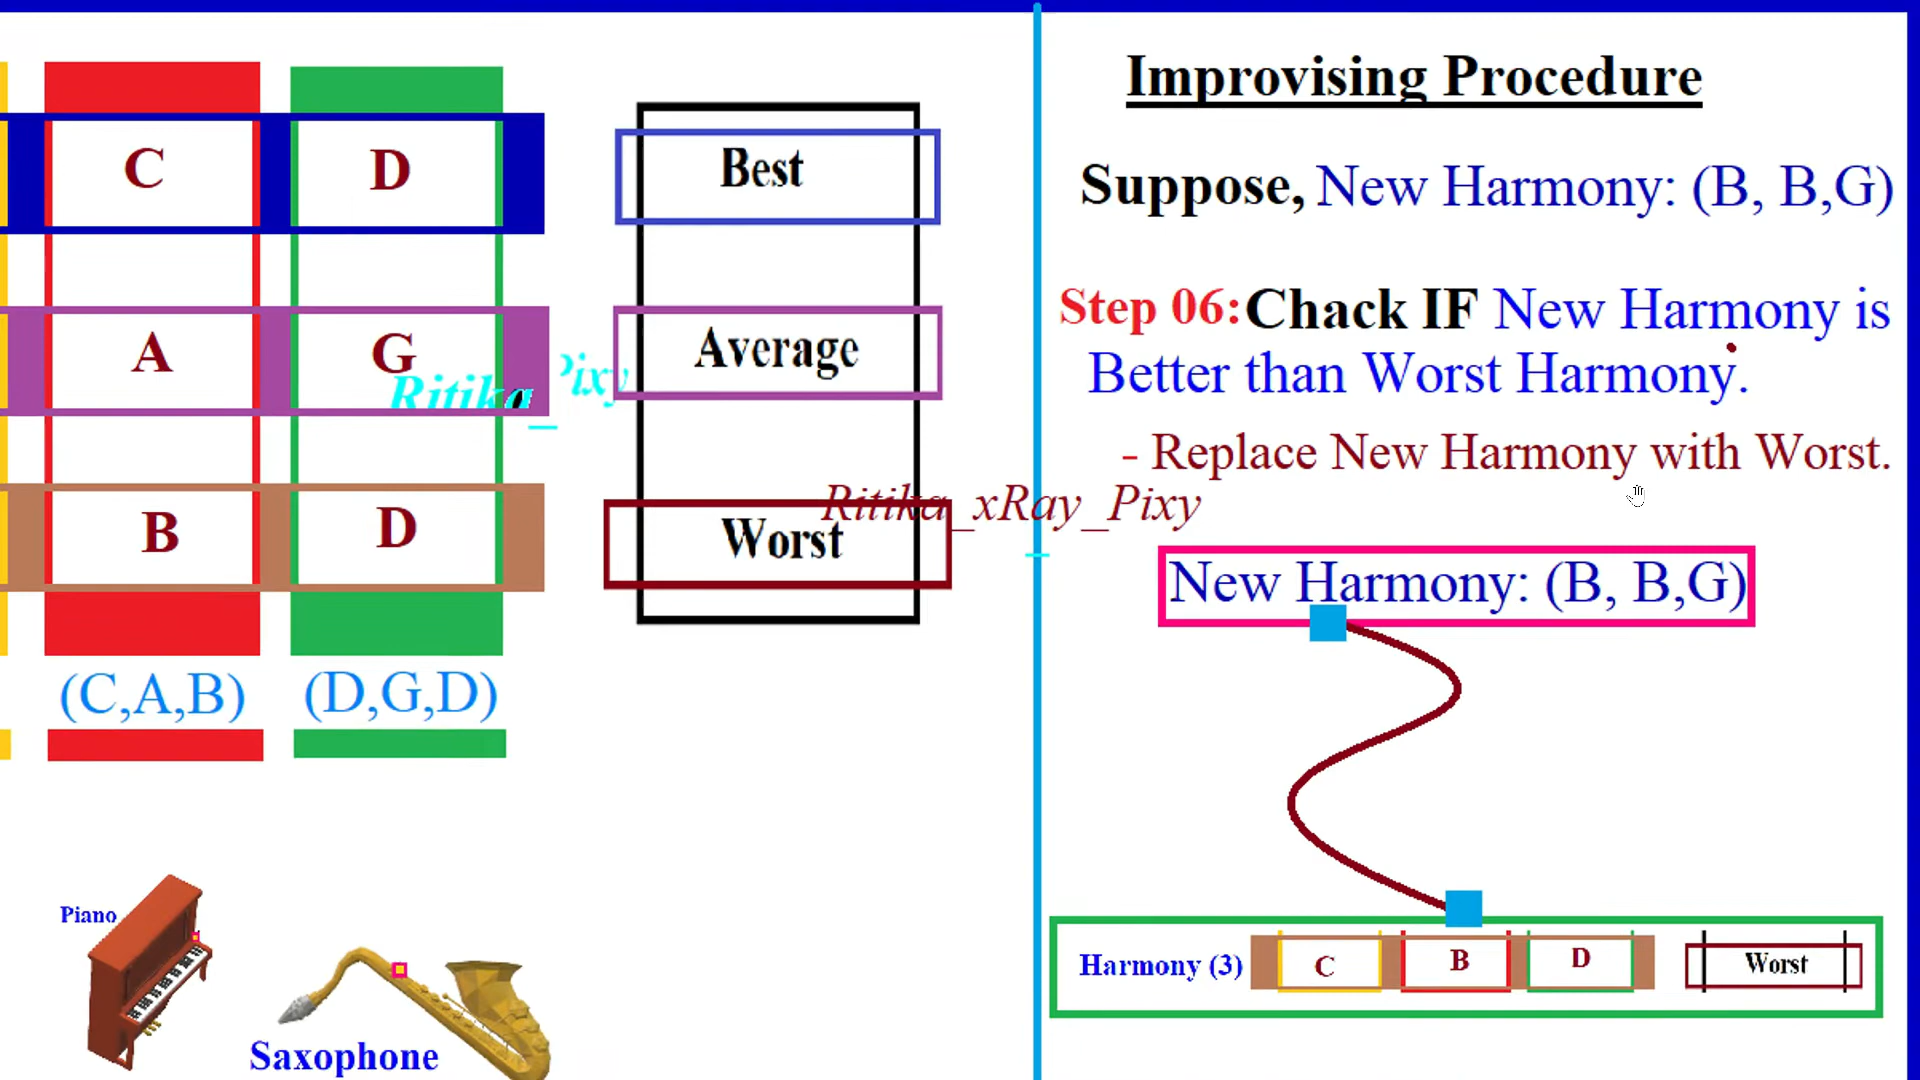 C D Best
A G Average
Ritika_Pixy
B D Worst
Ritika_xRay_Pixy
(C,A,B) (D,G,D)
Piano
Saxophone
Improvising Procedure
Suppose, New Harmony: (B, B,G)
Step 06:Chack IF New Harmony is
Better than Worst Harmony.
- Replace New Harmony with Worst.
New Harmony: (B, B,G)
Harmony (3) C B D Worst